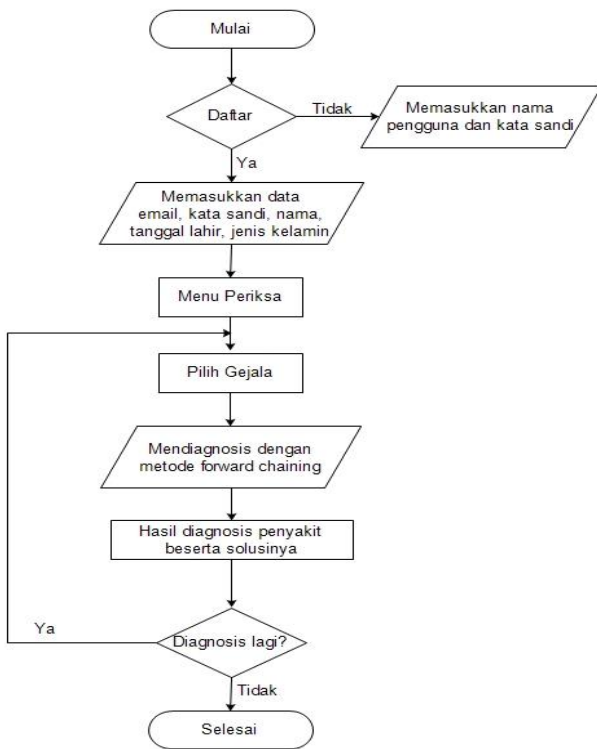 Mulai
Daftar
Tidak
Memasukkan nama
pengguna dan kata sandi
Ya
Memasukkan data
email, kata sandi, nama,
tanggal lahir, jenis kelamin
Menu Periksa
Pilih Gejala
Mendiagnosis dengan
metode forward chaining
Hasil diagnosis penyakit
beserta solusinya
Ya
Diagnosis lagi?
Tidak
Selesai